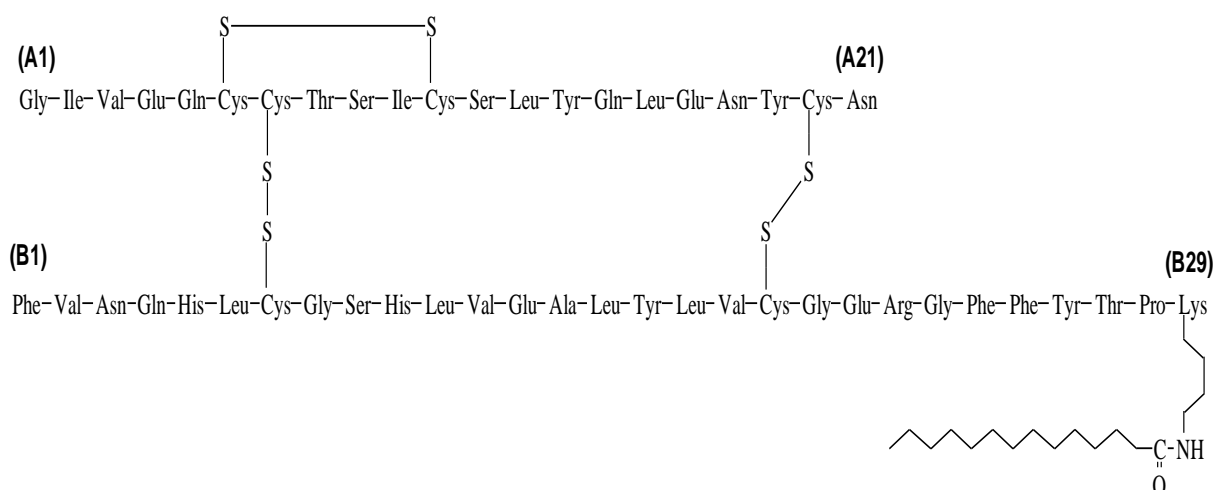 S S
(A1) (A21)
Gly-Ile-Val-Glu-Gln-Cys-Cys-Thr-Ser-Ile-Cys-Ser-Leu-Tyr-Gln-Leu-Glu-Asn-Tyr-Cys-Asn
S S
S S
(B1) (B29)
Phe-Val-Asn-Gln-His-Leu-Cys-Gly-Ser-His-Leu-Val-Glu-Ala-Leu-Tyr-Leu-Val-Cys-Gly-Glu-Arg-Gly-Phe-Phe-Tyr-Thr-Pro-Lys
C-NH
O